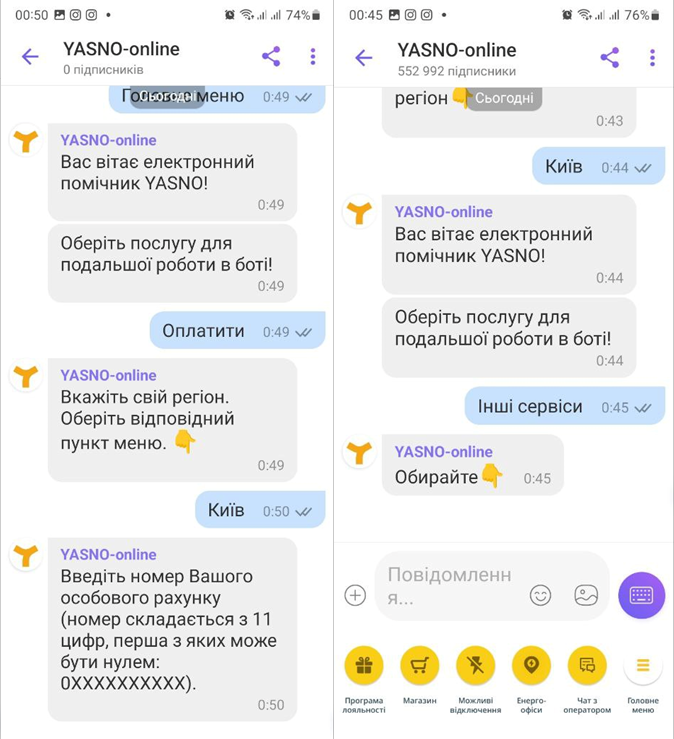 00:50
74%
YASNO-online
0 підписників
Сьогодні
меню 0:49
YASNO-online
Вас вітає електронний
помічник YASNO!
0:49
Оберіть послугу для
подальшої роботи в боті!
0:49
Оплатити 0:49
YASNO-online
Вкажіть свій регіон.
Оберіть відповідний
пункт меню. 👇
0:49
Київ 0:50
YASNO-online
Введіть номер Вашого
особового рахунку
(номер складається з 11
цифр, перша з яких може
бути нулем:
0XXXXXXXXXX).
0:50
00:45
76%
YASNO-online
552 992 підписники
регіон👇
Сьогодні
0:43
Київ 0:44
YASNO-online
Вас вітає електронний
помічник YASNO!
0:44
Оберіть послугу для
подальшої роботи в боті!
0:44
Інші сервіси 0:45
YASNO-online
Обирайте👇 0:45
Повідомленн
я...
Програма
лояльності
Магазин
Можливі
відключення
Енерго-
офіси
Чат з
оператором
Головне
меню